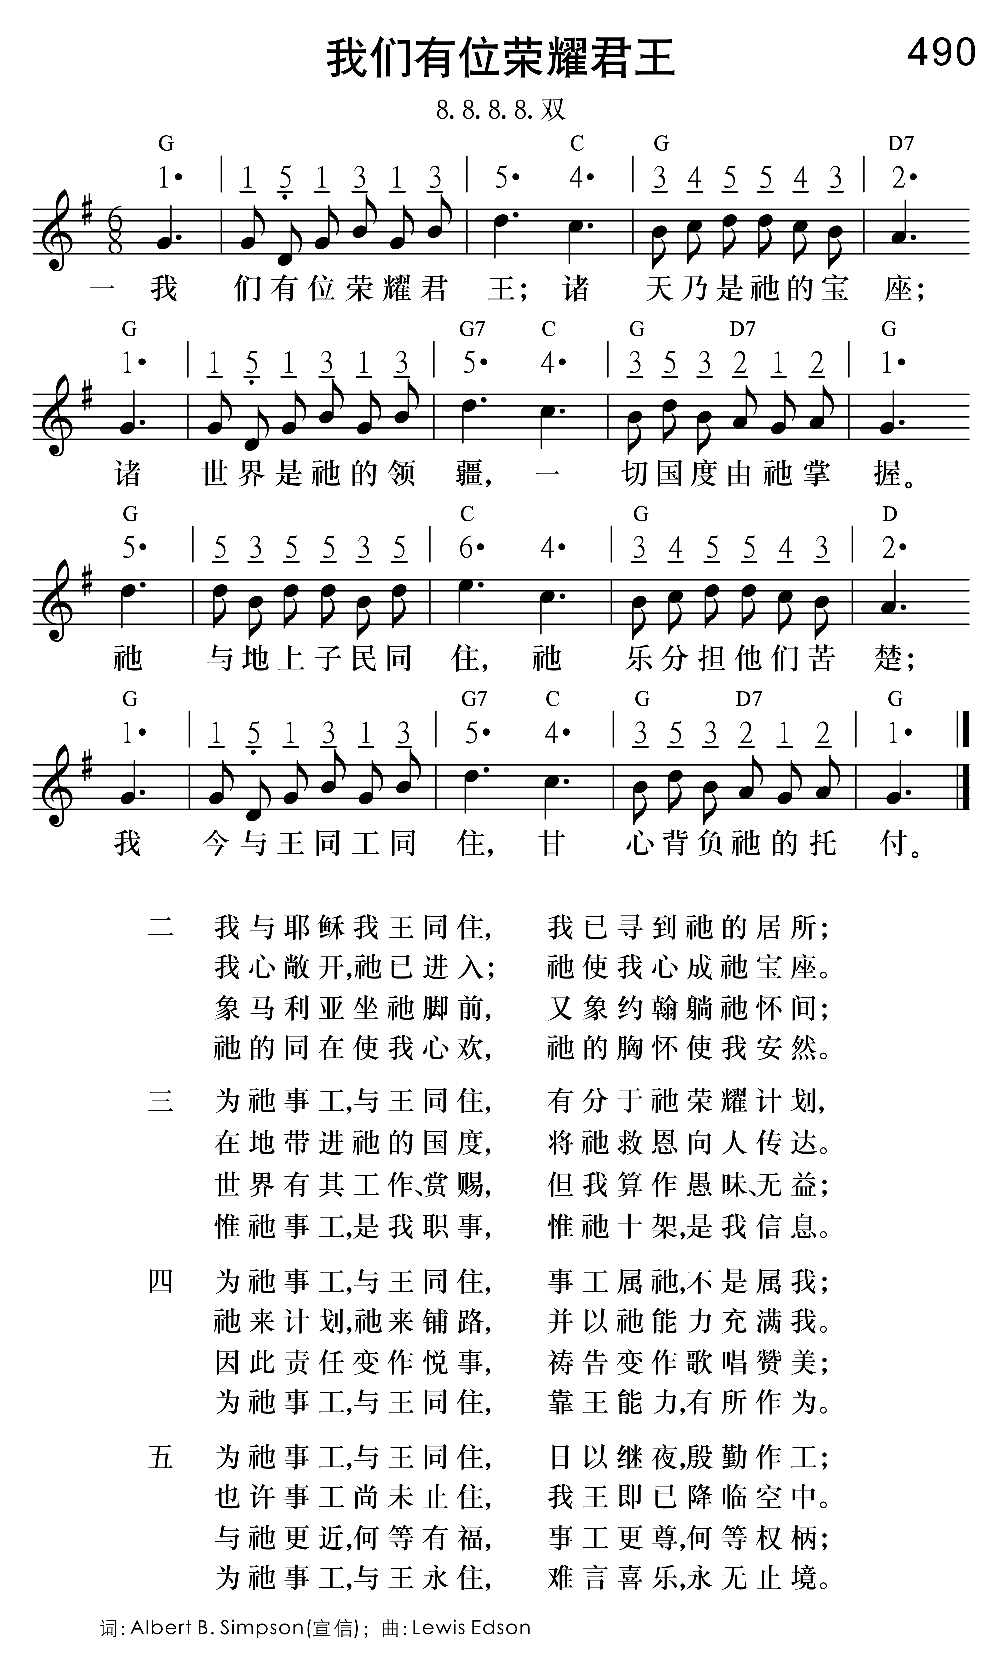 我们有位荣耀君王 490
8. 8. 8. 8. 双
G C G D7
1• | 1 5 1 3 1 3 | 5• 4• | 3 4 5 5 4 3 | 2•
6
8
一 我 们有位荣耀君 王；诸 天乃是祂的宝 座；
G G7 C G D7 G
1• | 1 5 1 3 1 3 | 5• 4• | 3 5 3 2 1 2 | 1•
诸 世界是祂的领 疆，一 切国度由祂掌 握。
G C G D
5• | 5 3 5 5 3 5 | 6• 4• | 3 4 5 5 4 3 | 2•
祂 与地上子民同 住，祂 乐分担他们苦 楚；
G G7 C G D7 G
1• | 1 5 1 3 1 3 | 5• 4• | 3 5 3 2 1 2 | 1•
我 今与王同工同 住，甘 心背负祂的托 付。
二 我与耶稣我王同住， 我已寻到祂的居所；
我心敞开,祂已进入； 祂使我心成祂宝座。
象马利亚坐祂脚前， 又象约翰躺祂怀间；
祂的同在使我心欢， 祂的胸怀使我安然。
三 为祂事工,与王同住， 有分于祂荣耀计划，
在地带进祂的国度， 将祂救恩向人传达。
世界有其工作、赏赐， 但我算作愚昧、无益；
惟祂事工,是我职事， 惟祂十架,是我信息。
四 为祂事工,与王同住， 事工属祂,不是属我；
祂来计划,祂来铺路， 并以祂能力充满我。
因此责任变作悦事， 祷告变作歌唱赞美；
为祂事工,与王同住， 靠王能力,有所作为。
五 为祂事工,与王同住， 日以继夜,殷勤作工；
也许事工尚未止住， 我王即已降临空中。
与祂更近,何等有福， 事工更尊,何等权柄；
为祂事工,与王永住， 难言喜乐,永无止境。
词: Albert B. Simpson(宣信)；曲: Lewis Edson